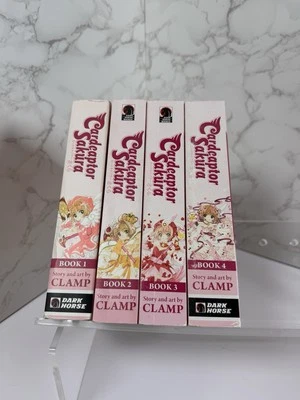 Cardcaptor
Sakura
BOOK 1
Story and art by
CLAMP
DARK
HORSE
Cardcaptor
Sakura
BOOK 2
Story and art by
CLAMP
Cardcaptor
Sakura
BOOK 3
Story and art by
CLAMP
Cardcaptor
Sakura
BOOK 4
Story and art by
CLAMP
DARK
HORSE